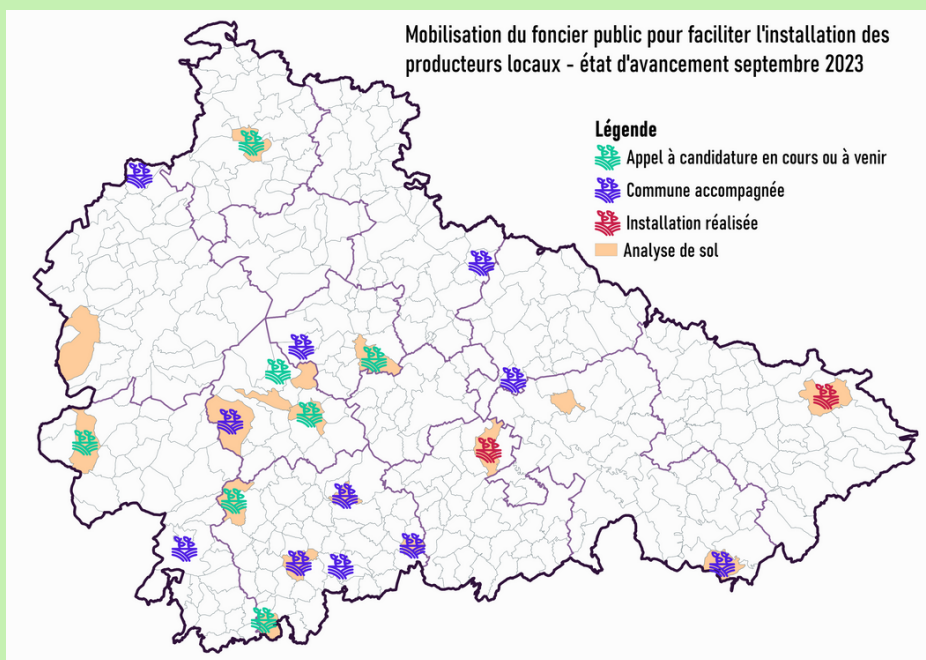 Mobilisation du foncier public pour faciliter l'installation des
producteurs locaux - état d'avancement septembre 2023
Légende
Appel à candidature en cours ou à venir
Commune accompagnée
Installation réalisée
Analyse de sol